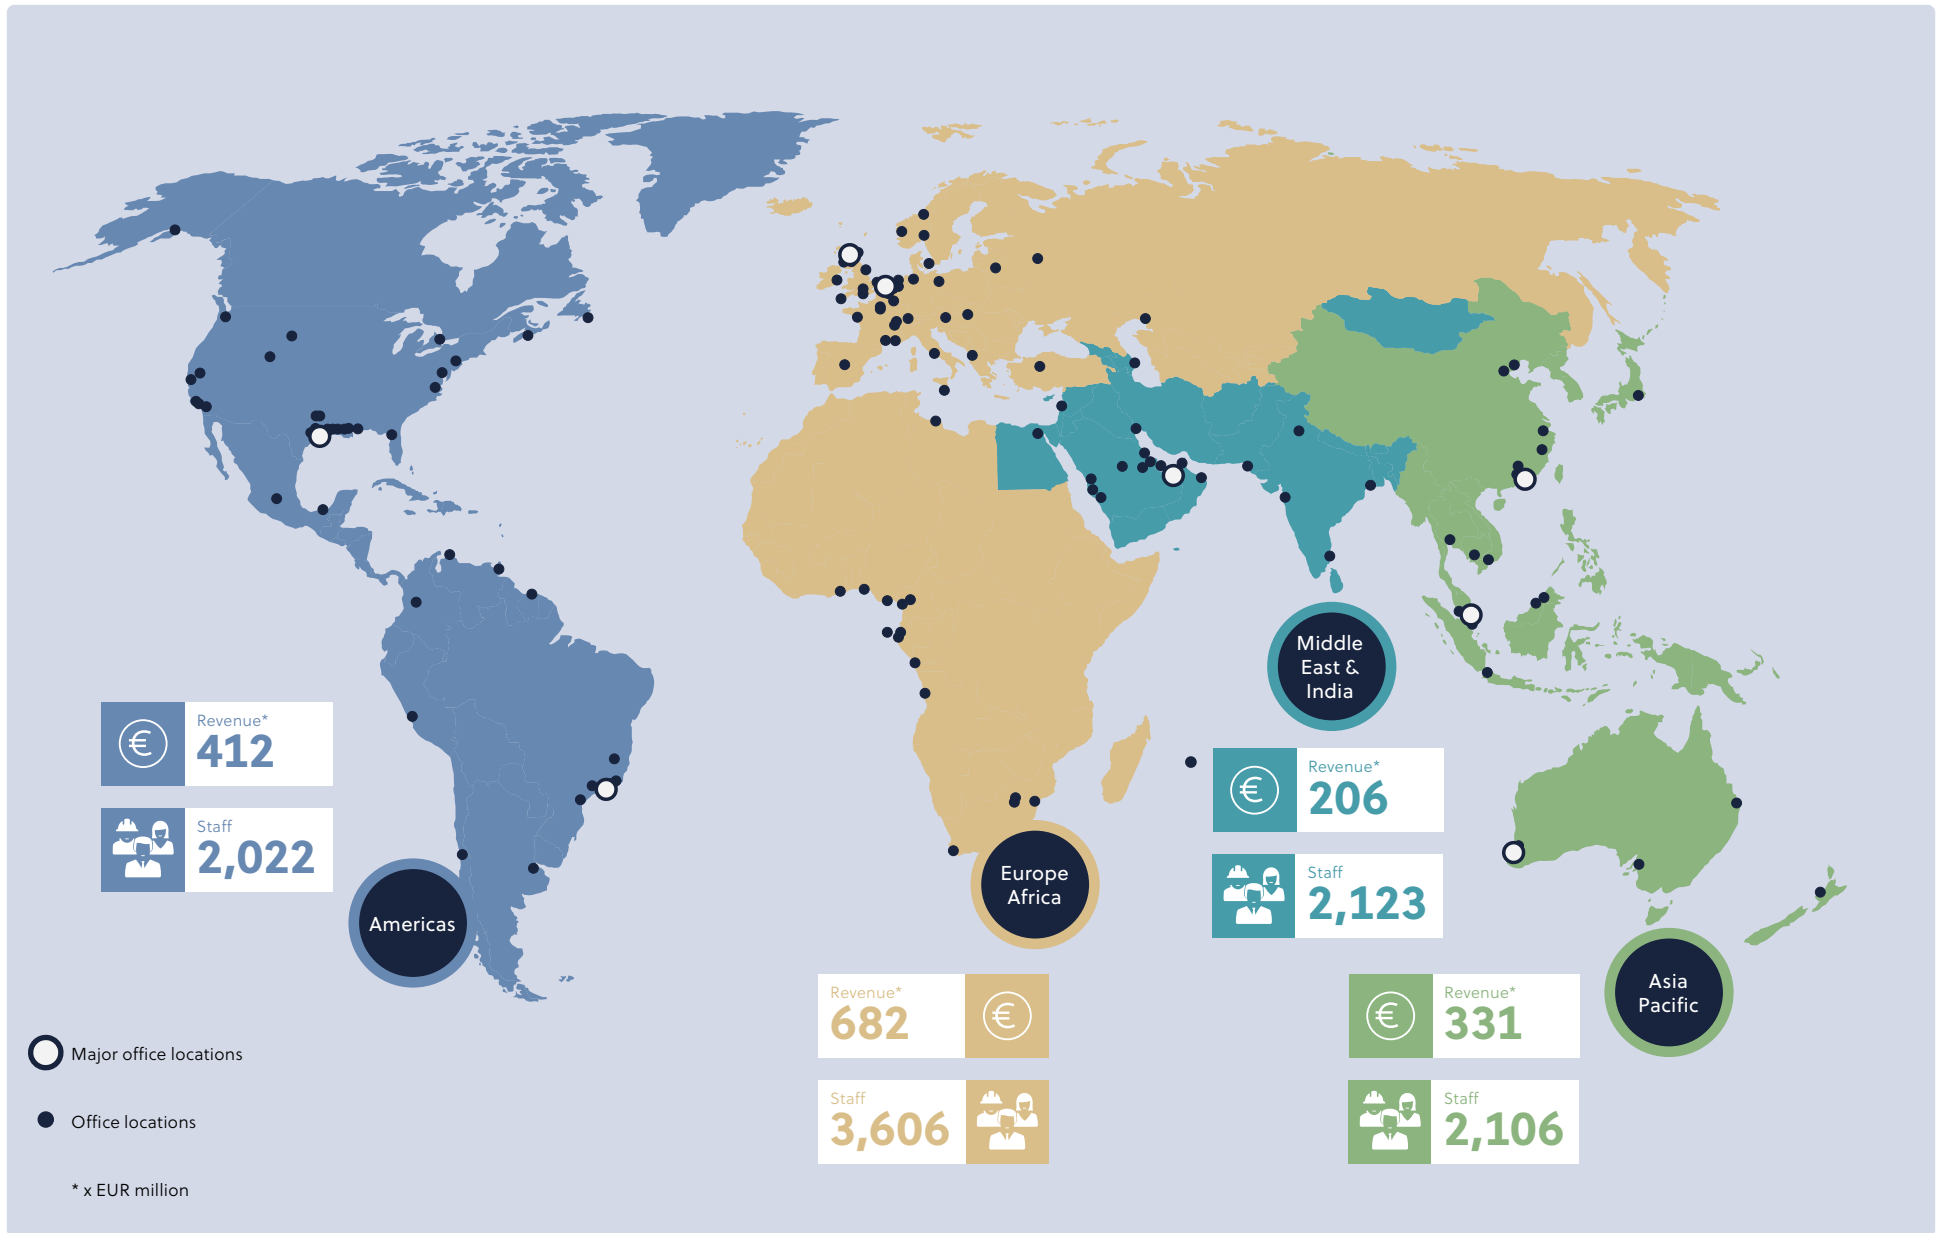 Middle
East &
India
Revenue*
412
Staff
2,022
Americas
Revenue*
206
Staff
2,123
Europe
Africa
Revenue*
682
Staff
3,606
Asia
Pacific
Revenue*
331
Staff
2,106
Major office locations
Office locations
* x EUR million